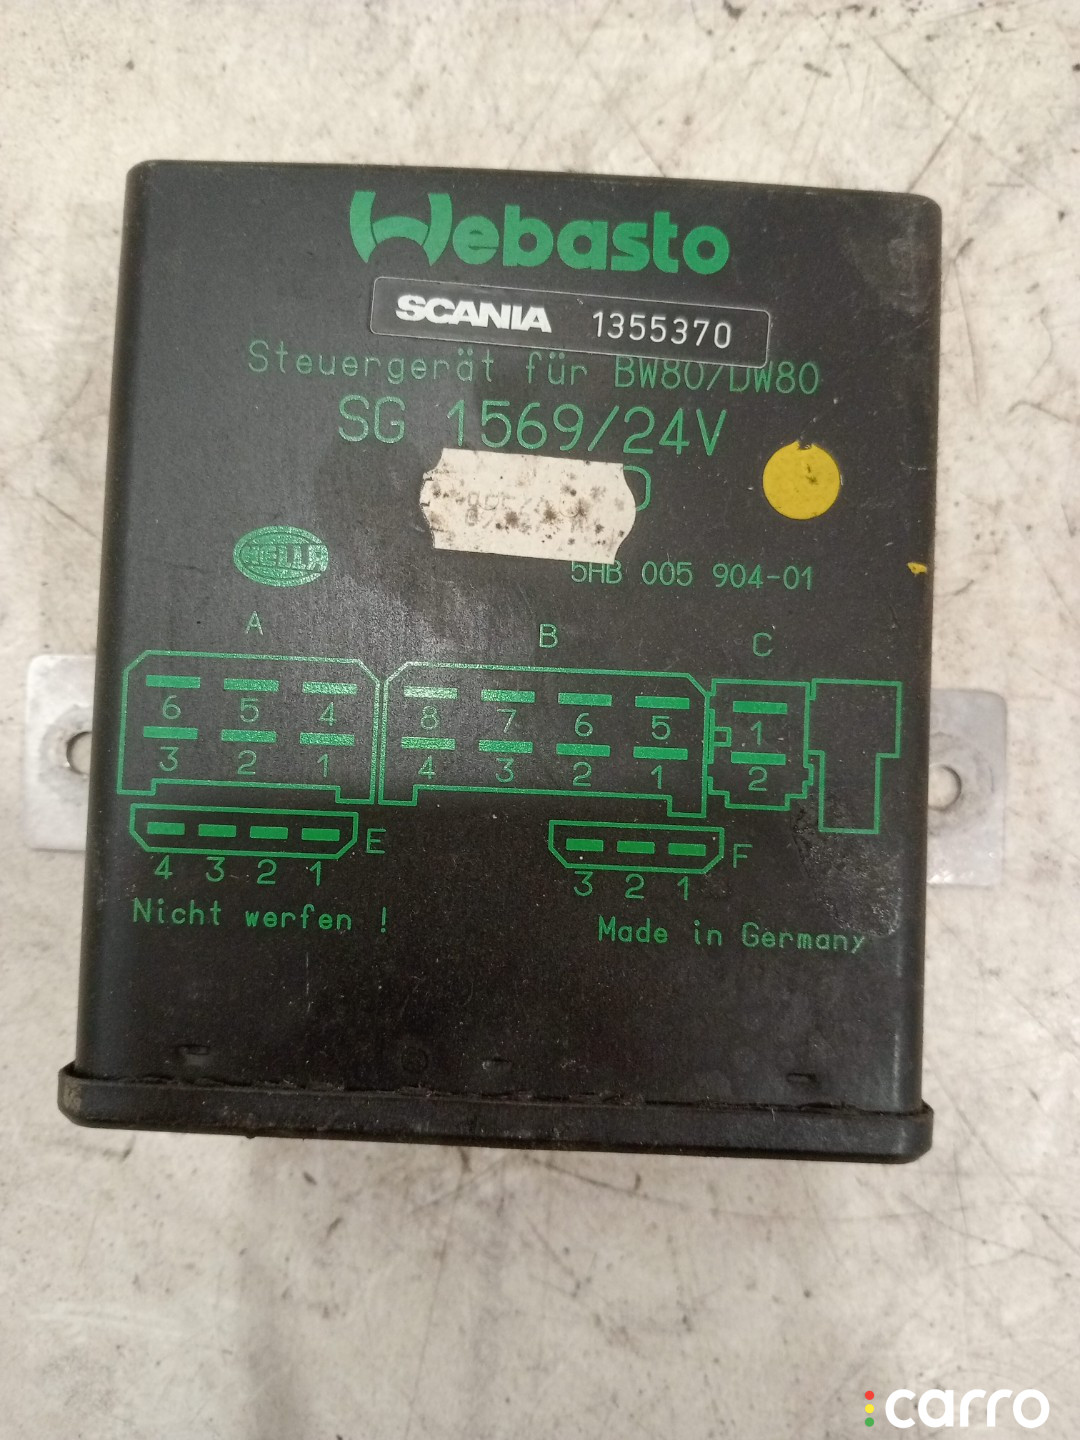 Webasto
SCANIA 1355370
Steuergerät für BW80/DW80
SG 1569/24V
D
HELLA
5HB 005 904-01
A B C
6 5 4 8 7 6 5 1
3 2 1 4 3 2 1 2
E F
4 3 2 1 3 2 1
Nicht werfen !
Made in Germany
carro